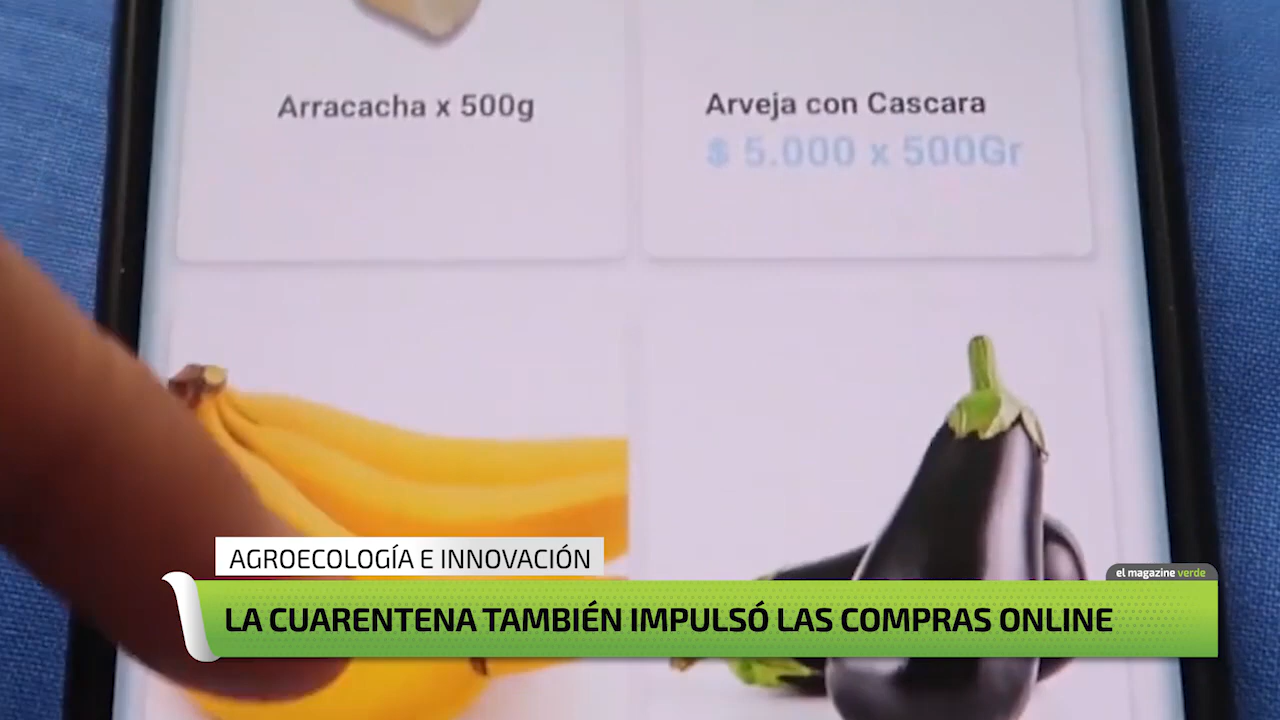 Arracacha x 500g
Arveja con Cascara
$ 5.000 x 500Gr
AGROECOLOGÍA E INNOVACIÓN
el magazine verde
LA CUARENTENA TAMBIÉN IMPULSÓ LAS COMPRAS ONLINE